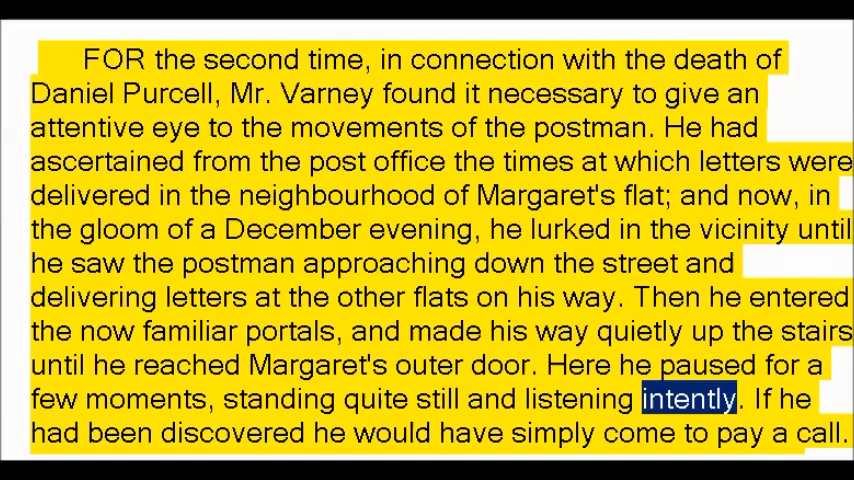 FOR the second time, in connection with the death of
Daniel Purcell, Mr. Varney found it necessary to give an
attentive eye to the movements of the postman. He had
ascertained from the post office the times at which letters were
delivered in the neighbourhood of Margaret's flat; and now, in
the gloom of a December evening, he lurked in the vicinity until
he saw the postman approaching down the street and
delivering letters at the other flats on his way. Then he entered
the now familiar portals, and made his way quietly up the stairs
until he reached Margaret's outer door. Here he paused for a
few moments, standing quite still and listening intently. If he
had been discovered he would have simply come to pay a call.